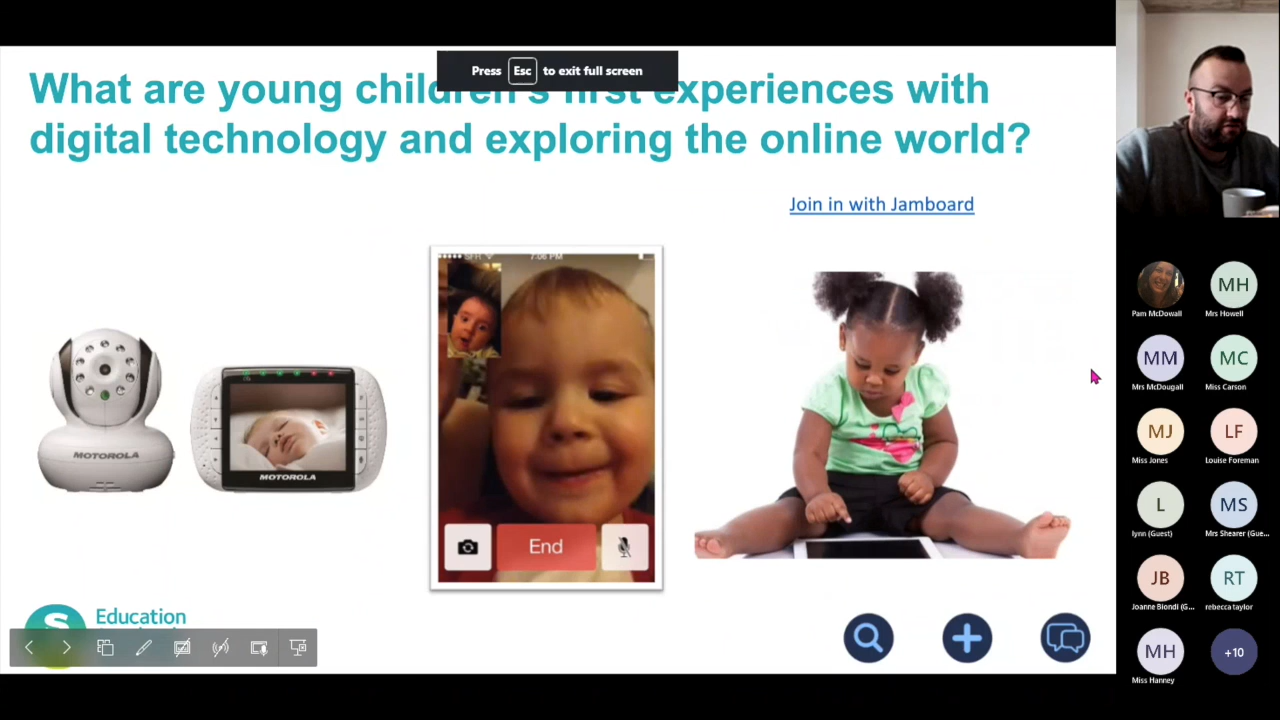 Press Esc to exit full screen
What are young children's first experiences with
digital technology and exploring the online world?
Join in with Jamboard
MOTOROLA
MOTOROLA
SFR
7:06 PM
End
Education
Pam McDowall
MH
Mrs Howell
MM
Mrs McDougall
MC
Miss Carson
MJ
Miss Jones
LF
Louise Foreman
L
lynn (Guest)
MS
Mrs Shearer (Gue...
JB
Joanne Biondi (G...
RT
rebecca taylor
MH
Miss Hanney
+10